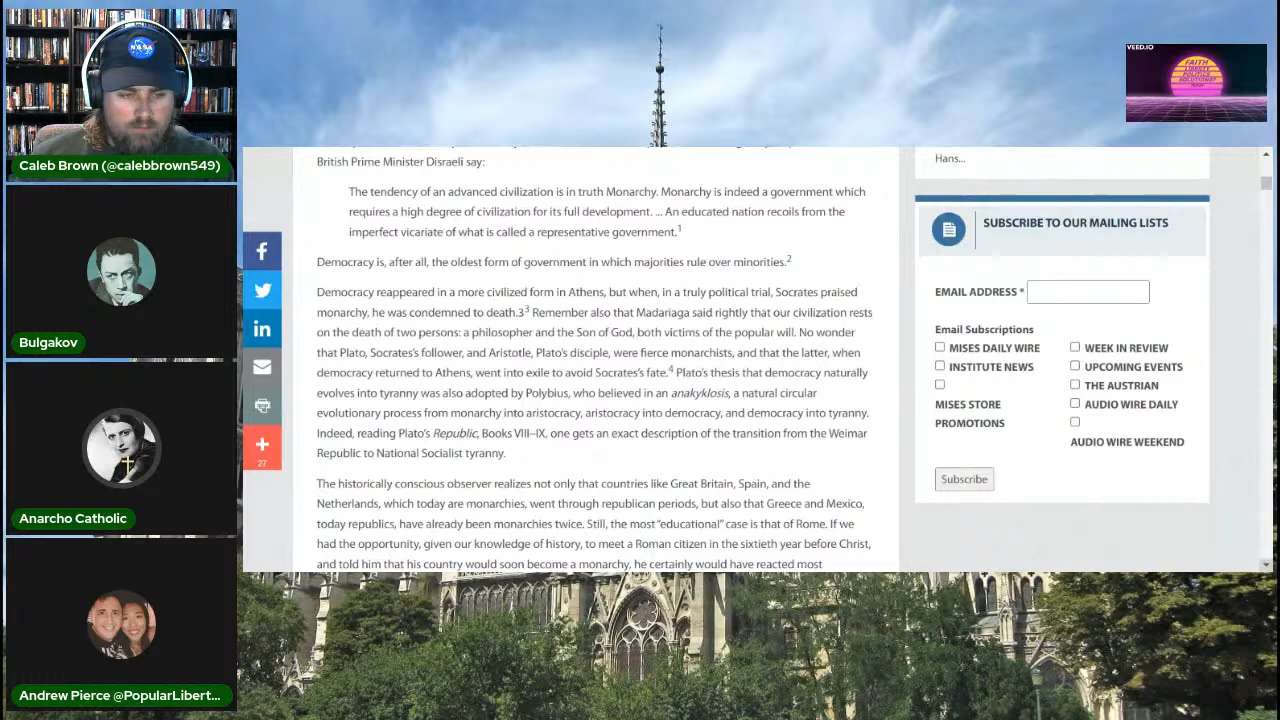 NASA
Caleb Brown (@calebbrown549)
Bulgakov
Anarcho Catholic
Andrew Pierce @PopularLibert...
VEED.IO
FAITH
LIBERTY
POLITICS
British Prime Minister Disraeli say:
The tendency of an advanced civilization is in truth Monarchy. Monarchy is indeed a government which
requires a high degree of civilization for its full development. ... An educated nation recoils from the
imperfect vicariate of what is called a representative government.1
Democracy is, after all, the oldest form of government in which majorities rule over minorities.2
Democracy reappeared in a more civilized form in Athens, but when, in a truly political trial, Socrates praised
monarchy, he was condemned to death.33 Remember also that Madariaga said rightly that our civilization rests
on the death of two persons: a philosopher and the Son of God, both victims of the popular will. No wonder
that Plato, Socrates's follower, and Aristotle, Plato's disciple, were fierce monarchists, and that the latter, when
democracy returned to Athens, went into exile to avoid Socrates's fate.4 Plato's thesis that democracy naturally
evolves into tyranny was also adopted by Polybius, who believed in an anakyklosis, a natural circular
evolutionary process from monarchy into aristocracy, aristocracy into democracy, and democracy into tyranny.
Indeed, reading Plato's Republic, Books VIII–IX, one gets an exact description of the transition from the Weimar
Republic to National Socialist tyranny.
The historically conscious observer realizes not only that countries like Great Britain, Spain, and the
Netherlands, which today are monarchies, went through republican periods, but also that Greece and Mexico,
today republics, have already been monarchies twice. Still, the most "educational" case is that of Rome. If we
had the opportunity, given our knowledge of history, to meet a Roman citizen in the sixtieth year before Christ,
and told him that his country would soon become a monarchy, he certainly would have reacted most
27
Hans...
SUBSCRIBE TO OUR MAILING LISTS
EMAIL ADDRESS *
Email Subscriptions
MISES DAILY WIRE
INSTITUTE NEWS
MISES STORE
PROMOTIONS
WEEK IN REVIEW
UPCOMING EVENTS
THE AUSTRIAN
AUDIO WIRE DAILY
AUDIO WIRE WEEKEND
Subscribe